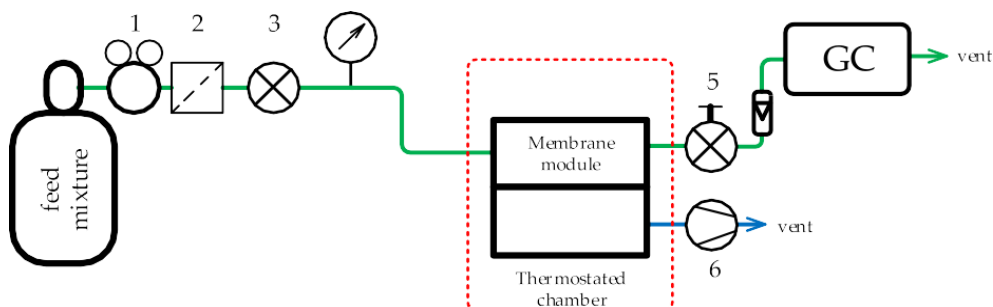 1
2
3
feed
mixture
Membrane
module
Thermostated
chamber
5
GC
vent
vent
6